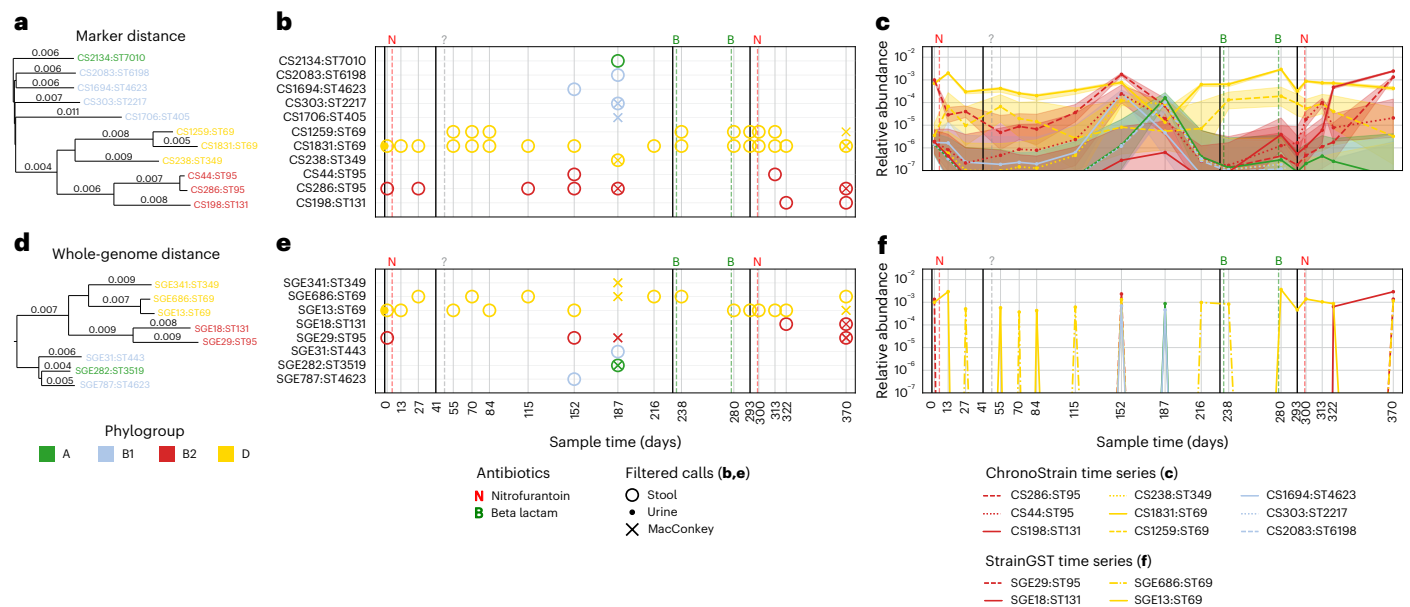 a
Marker distance
0.006
CS2134:ST7010
0.006
CS2083:ST6198
0.006
CS1694:ST4623
0.007
CS303:ST2217
0.011
CS1706:ST405
0.008
CS1259:ST69
0.005
CS1831:ST69
0.009
CS238:ST349
0.004
0.007
CS44:ST95
0.006
CS286:ST95
0.008
CS198:ST131
b
N ? B B N
CS2134:ST7010
CS2083:ST6198
CS1694:ST4623
CS303:ST2217
CS1706:ST405
CS1259:ST69
CS1831:ST69
CS238:ST349
CS44:ST95
CS286:ST95
CS198:ST131
c
N ? B B N
Relative abundance
10−2
10−3
10−4
10−5
10−6
10−7
d
Whole-genome distance
0.009
SGE341:ST349
0.007
SGE686:ST69
SGE13:ST69
0.007
0.008
SGE18:ST131
0.009
0.009
SGE29:ST95
0.006
SGE31:ST443
0.004
SGE282:ST3519
0.005
SGE787:ST4623
Phylogroup
A B1 B2 D
e
N ? B B N
SGE341:ST349
SGE686:ST69
SGE13:ST69
SGE18:ST131
SGE29:ST95
SGE31:ST443
SGE282:ST3519
SGE787:ST4623
0 13 27 41 55 70 84 115 152 187 216 238 280 293 300 313 322 370
Sample time (days)
f
N ? B B N
Relative abundance
10−2
10−3
10−4
10−5
10−6
10−7
0 13 27 41 55 70 84 115 152 187 216 238 280 293 300 313 322 370
Sample time (days)
Antibiotics
N Nitrofurantoin
B Beta lactam
Filtered calls (b,e)
Stool
Urine
MacConkey
ChronoStrain time series (c)
CS286:ST95 CS238:ST349 CS1694:ST4623
CS44:ST95 CS1831:ST69 CS303:ST2217
CS198:ST131 CS1259:ST69 CS2083:ST6198
StrainGST time series (f)
SGE29:ST95 SGE686:ST69
SGE18:ST131 SGE13:ST69